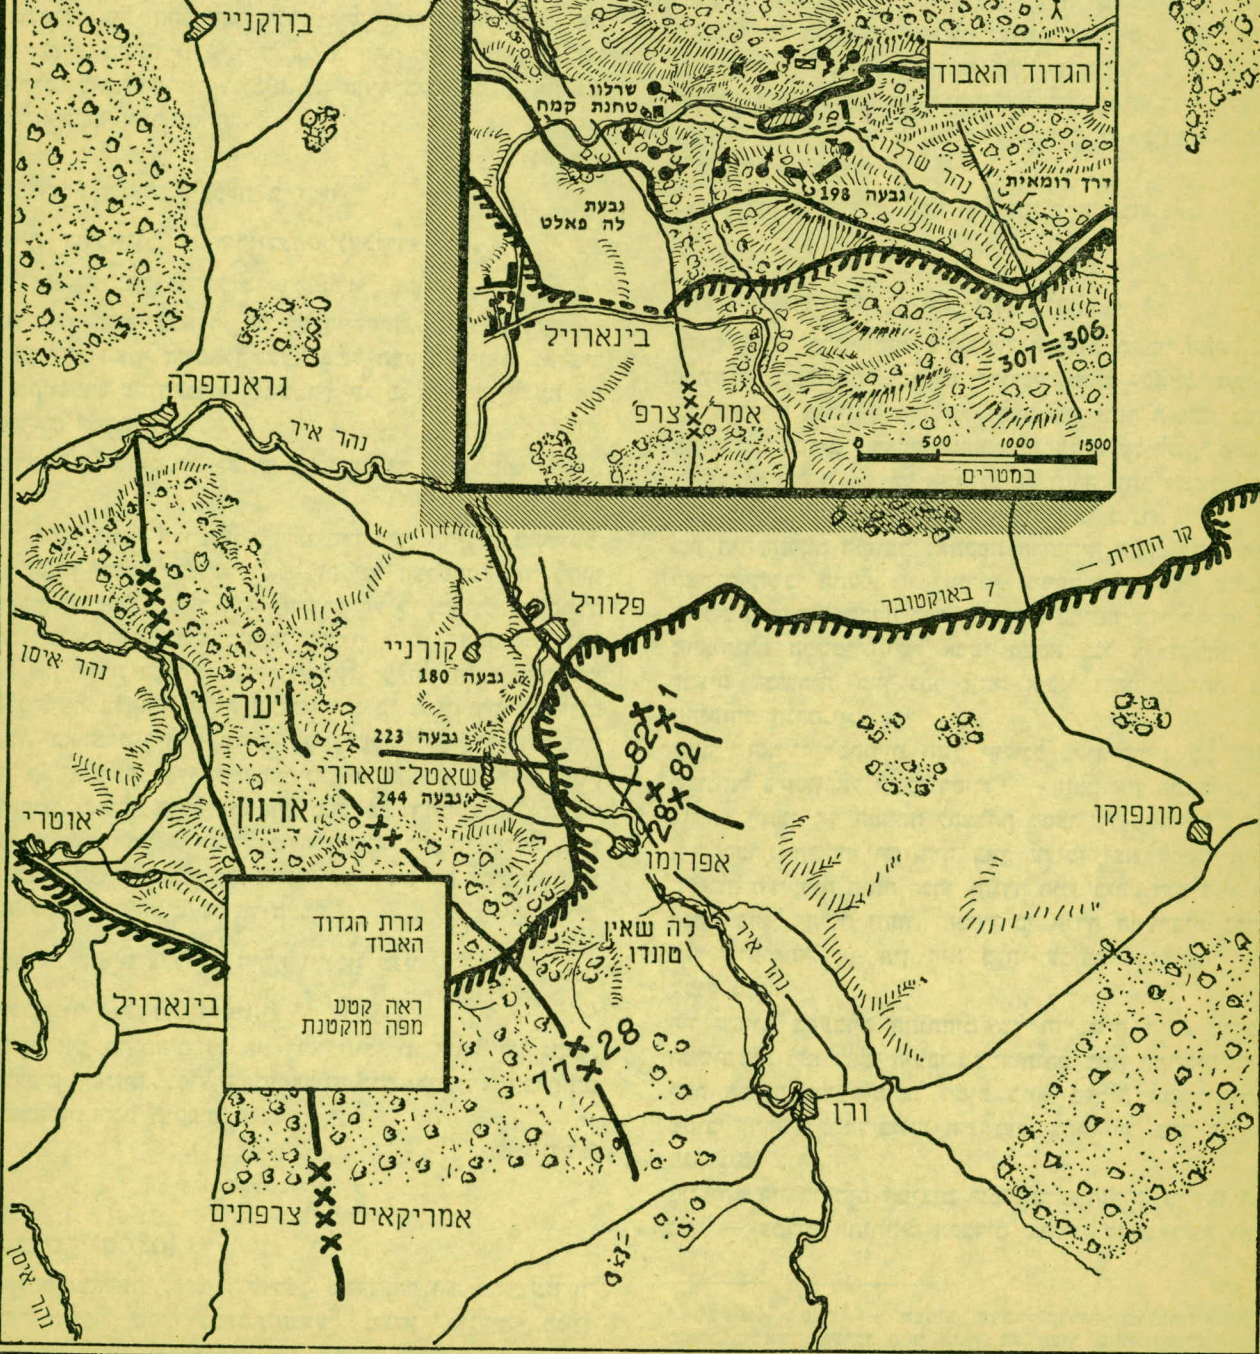 ברוקניי
הגדוד האבוד
שרלוו
טחנת קמח
נהר שרלוו
דרך רומאית
גבעה 198
גבעת
לה פאלט
בינארויל
307 = 306
אמר' צרפ'
0 500 1000 1500
במטרים
גראנדפרה
נהר איר
קו החזית —
7 באוקטובר
פלוויל
קורניי
גבעה 180
נהר איסן
יער
ארגון
גבעה 223
שאטל־שאהרי
גבעה 244
82 × 1
82 × 28
אוטרי
מונפוקו
אפרומו
גזרת הגדוד
האבוד
ראה קטע
מפה מוקטנת
לה שאין
טונדו
נהר איר
בינארויל
77 × 28
ורן
אמריקאים
צרפתים
נהר איסן